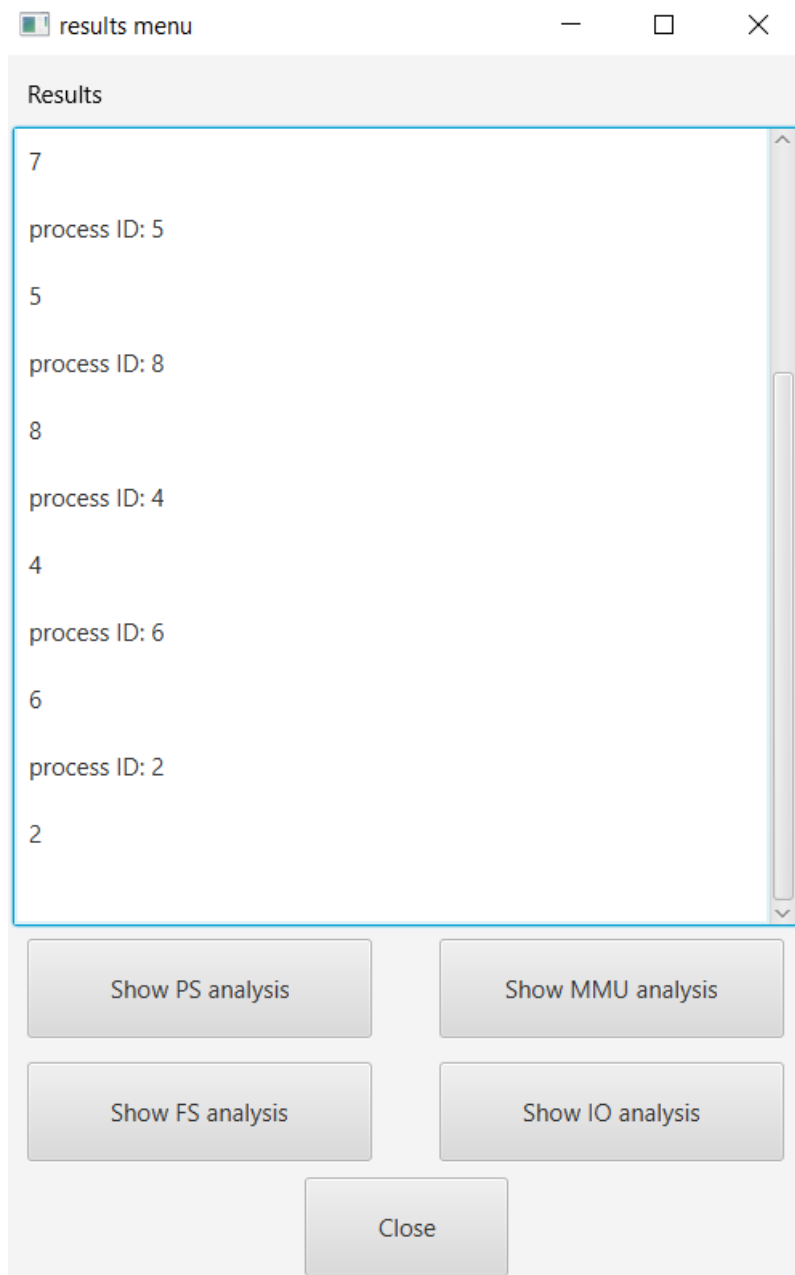 results menu
Results
7
process ID: 5
5
process ID: 8
8
process ID: 4
4
process ID: 6
6
process ID: 2
2
Show PS analysis
Show MMU analysis
Show FS analysis
Show IO analysis
Close